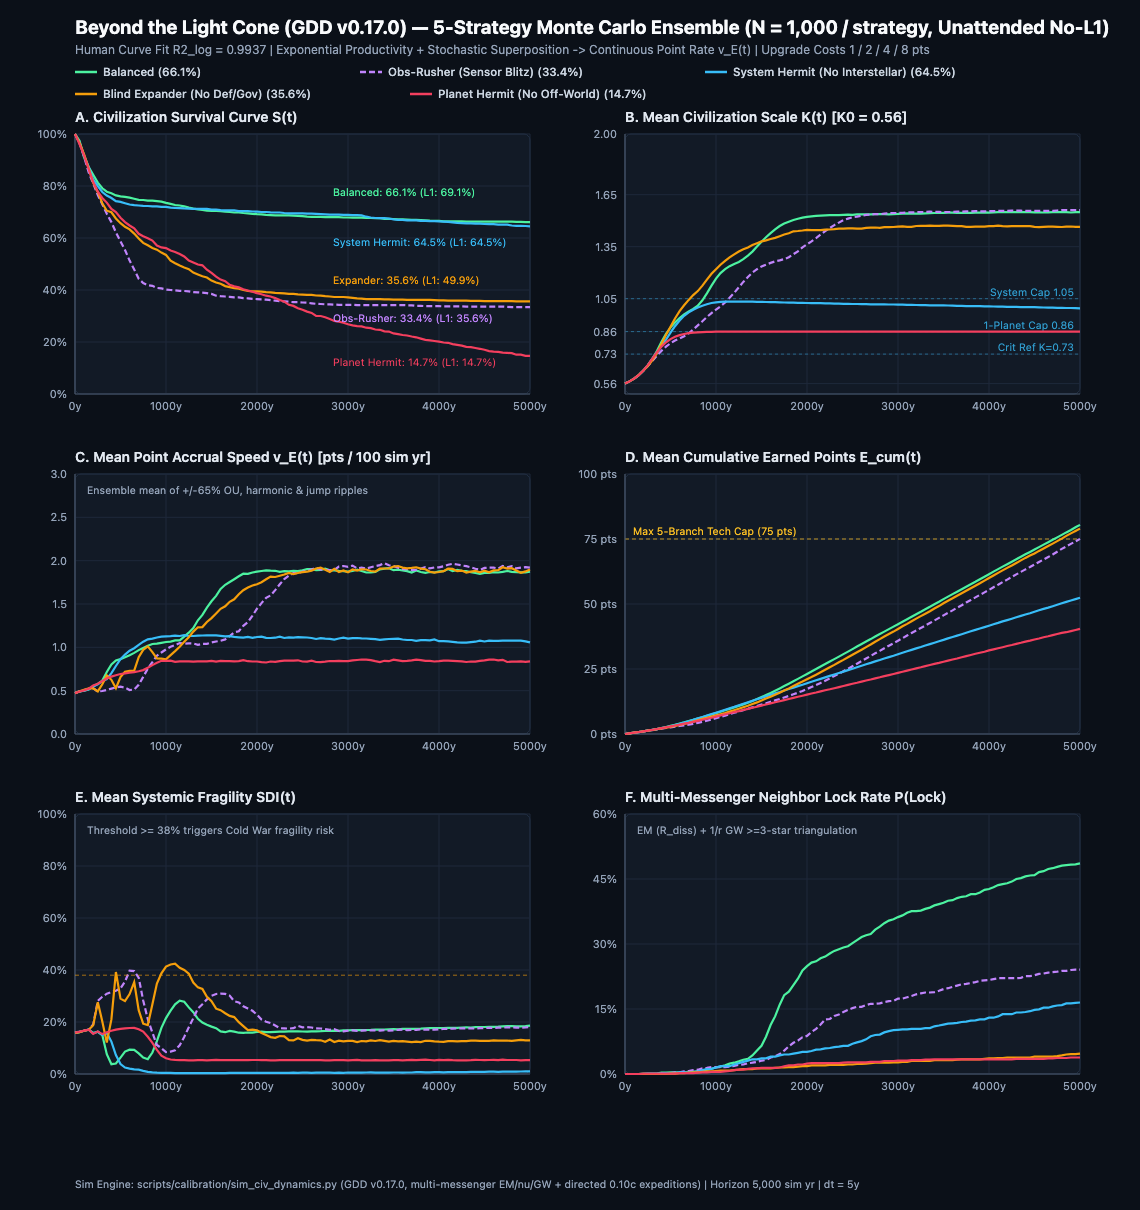 Beyond the Light Cone (GDD v0.17.0) — 5-Strategy Monte Carlo Ensemble (N = 1,000 / strategy, Unattended No-L1)
Human Curve Fit R2_log = 0.9937 | Exponential Productivity + Stochastic Superposition -> Continuous Point Rate v_E(t) | Upgrade Costs 1 / 2 / 4 / 8 pts
Balanced (66.1%)
Obs-Rusher (Sensor Blitz) (33.4%)
System Hermit (No Interstellar) (64.5%)
Blind Expander (No Def/Gov) (35.6%)
Planet Hermit (No Off-World) (14.7%)
A. Civilization Survival Curve S(t)
100%
80%
60%
40%
20%
0%
Balanced: 66.1% (L1: 69.1%)
System Hermit: 64.5% (L1: 64.5%)
Expander: 35.6% (L1: 49.9%)
Obs-Rusher: 33.4% (L1: 35.6%)
Planet Hermit: 14.7% (L1: 14.7%)
0y
1000y
2000y
3000y
4000y
5000y
B. Mean Civilization Scale K(t) [K0 = 0.56]
2.00
1.65
1.35
1.05
0.86
0.73
0.56
System Cap 1.05
1-Planet Cap 0.86
Crit Ref K=0.73
0y
1000y
2000y
3000y
4000y
5000y
C. Mean Point Accrual Speed v_E(t) [pts / 100 sim yr]
3.0
2.5
2.0
1.5
1.0
0.5
0.0
Ensemble mean of +/-65% OU, harmonic & jump ripples
0y
1000y
2000y
3000y
4000y
5000y
D. Mean Cumulative Earned Points E_cum(t)
100 pts
75 pts
50 pts
25 pts
0 pts
Max 5-Branch Tech Cap (75 pts)
0y
1000y
2000y
3000y
4000y
5000y
E. Mean Systemic Fragility SDI(t)
100%
80%
60%
40%
20%
0%
Threshold >= 38% triggers Cold War fragility risk
0y
1000y
2000y
3000y
4000y
5000y
F. Multi-Messenger Neighbor Lock Rate P(Lock)
60%
45%
30%
15%
0%
EM (R_diss) + 1/r GW >=3-star triangulation
0y
1000y
2000y
3000y
4000y
5000y
Sim Engine: scripts/calibration/sim_civ_dynamics.py (GDD v0.17.0, multi-messenger EM/nu/GW + directed 0.10c expeditions) | Horizon 5,000 sim yr | dt = 5y